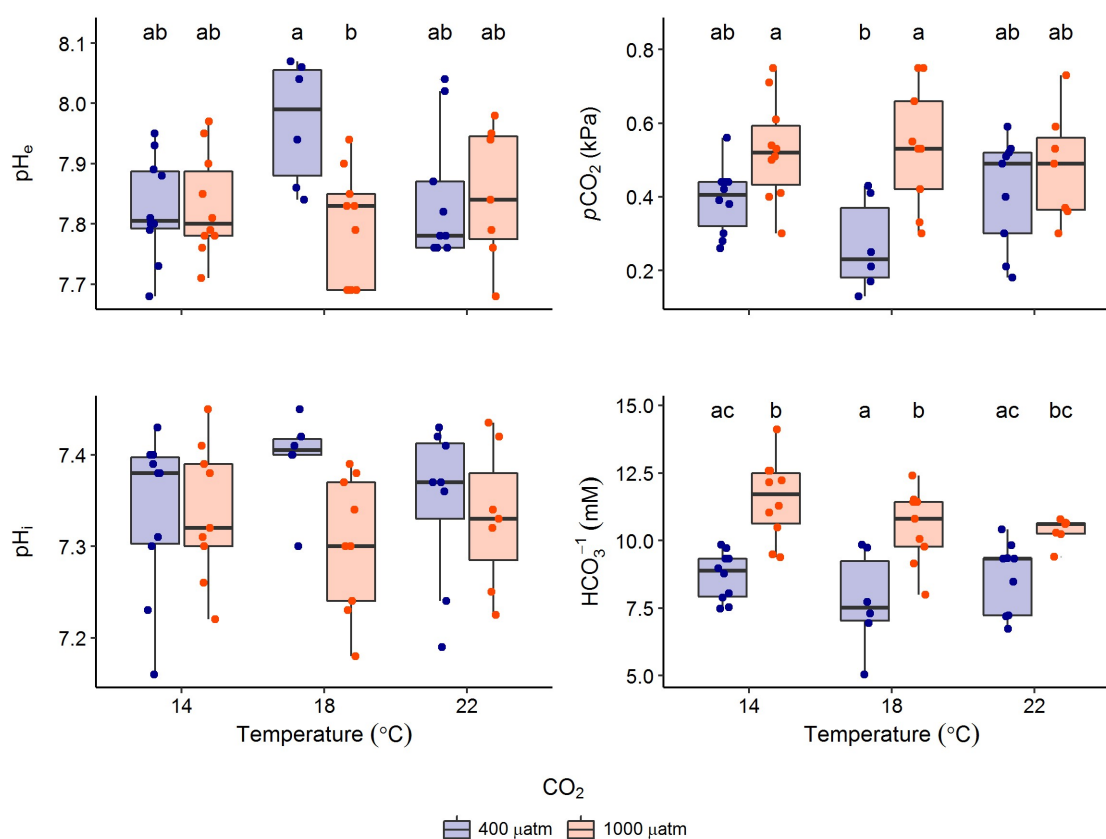 ab ab a b ab ab
8.1
8.0
7.9
7.8
7.7
pHₑ
ab a b a ab ab
0.8
0.6
0.4
0.2
pCO₂ (kPa)
7.4
7.3
7.2
pHᵢ
14 18 22
Temperature (°C)
ac b a b ac bc
15.0
12.5
10.0
7.5
5.0
HCO₃⁻¹ (mM)
14 18 22
Temperature (°C)
CO₂
400 μatm 1000 μatm